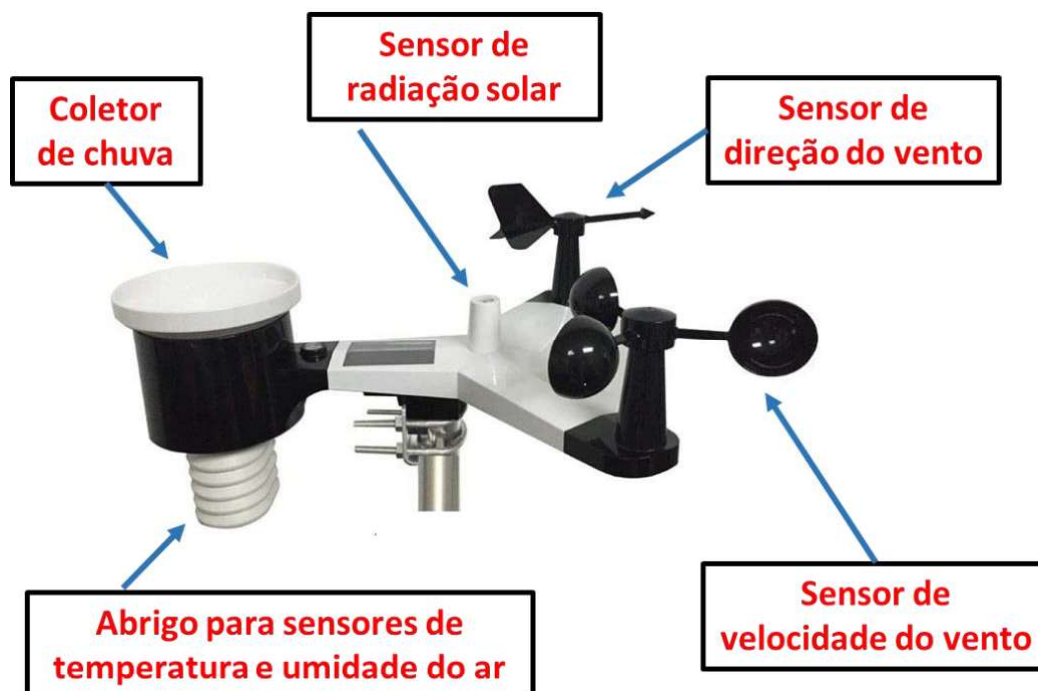 Sensor de
radiação solar
Coletor
de chuva
Sensor de
direção do vento
Abrigo para sensores de
temperatura e umidade do ar
Sensor de
velocidade do vento